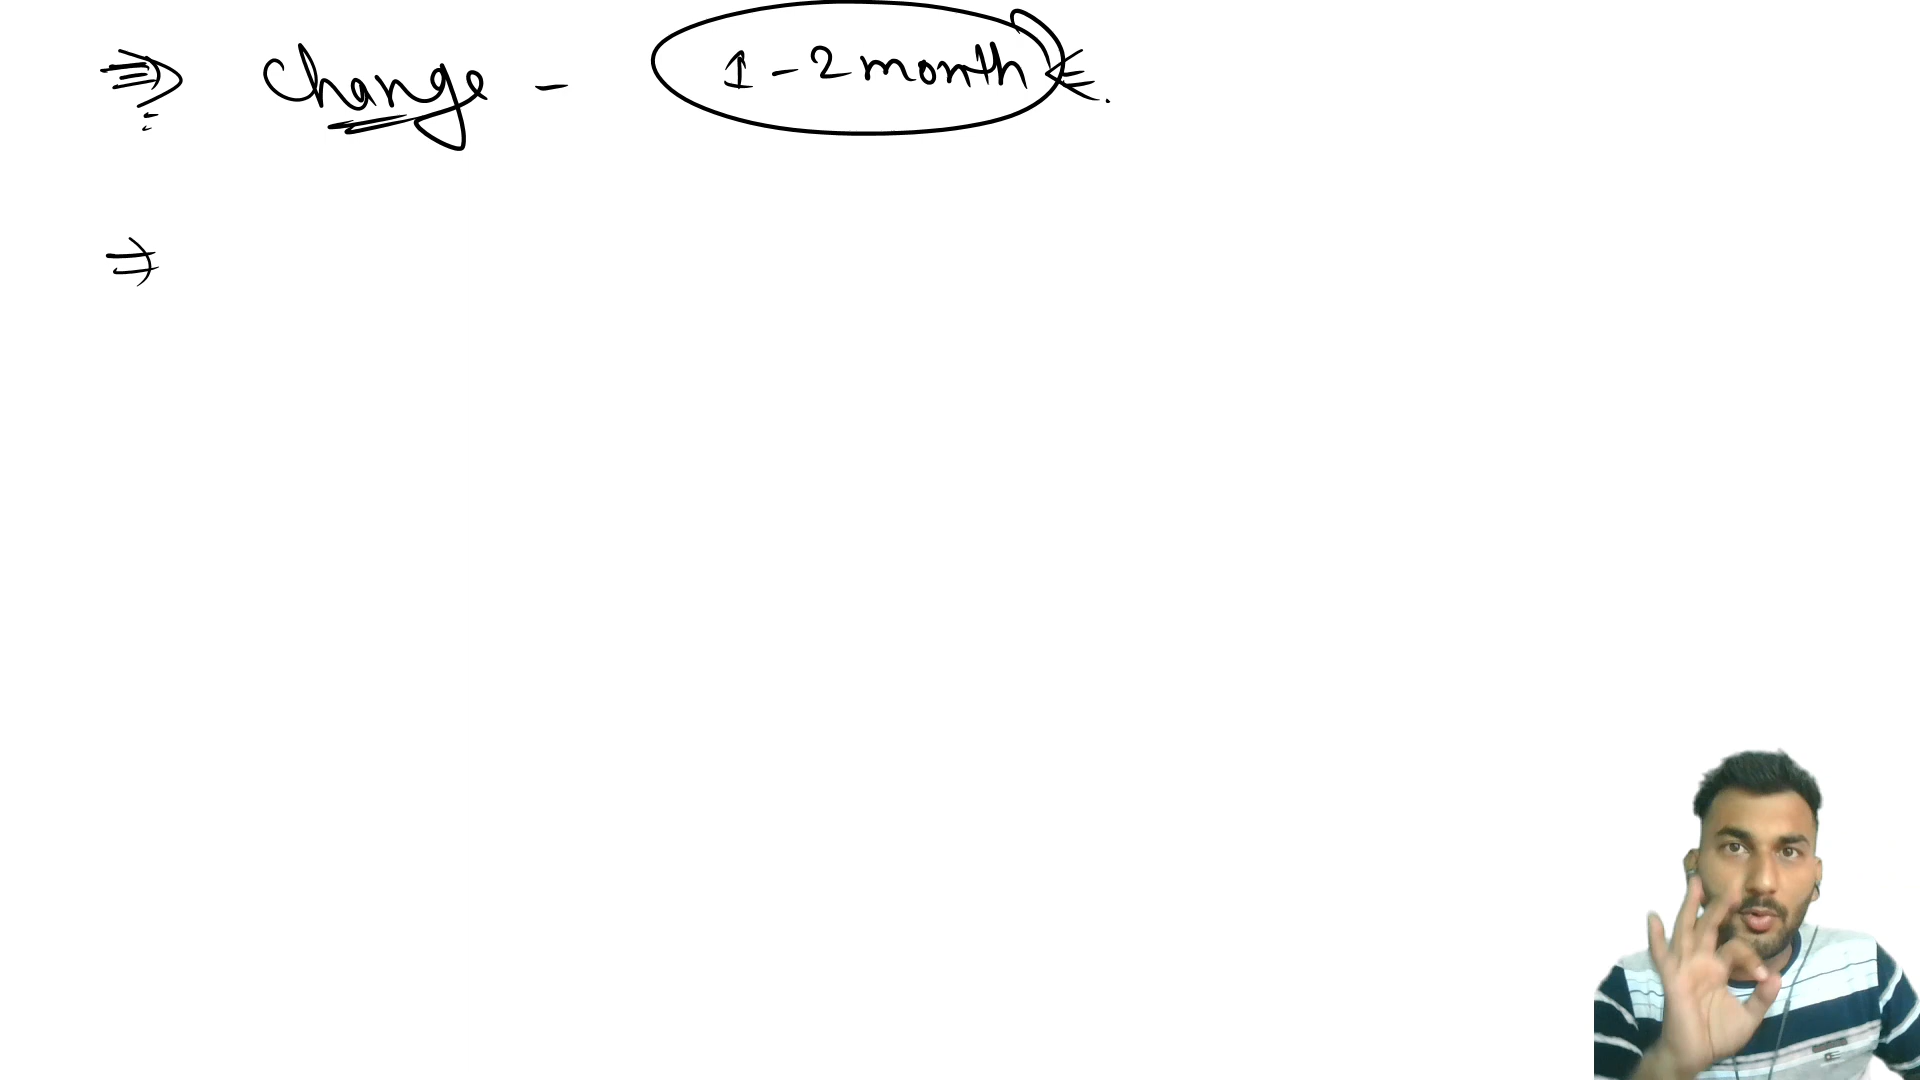 ⇒ change - 1-2 month
⇒